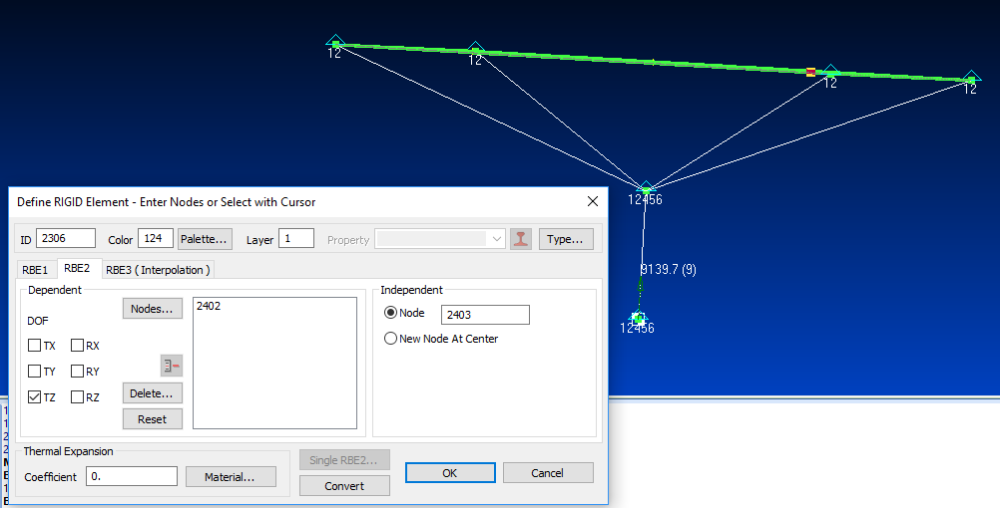 12
12
12
12
12456
9139.7 (9)
12456
Define RIGID Element - Enter Nodes or Select with Cursor
ID 2306 Color 124 Palette... Layer 1 Property Type...
RBE1 RBE2 RBE3 ( Interpolation )
Dependent Independent
Nodes... 2402 Node 2403
DOF
New Node At Center
TX RX
TY RY
TZ RZ Delete...
Reset
Thermal Expansion
Single RBE2...
Coefficient 0. Material... OK Cancel
Convert